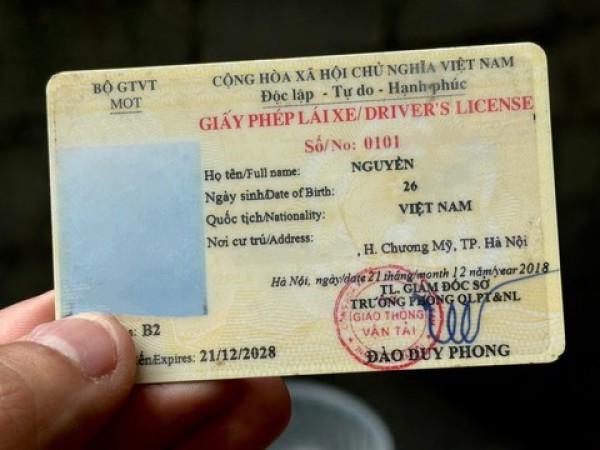 BỘ GTVT
MOT
CỘNG HÒA XÃ HỘI CHỦ NGHĨA VIỆT NAM
Độc lập - Tự do - Hạnh phúc
GIẤY PHÉP LÁI XE/DRIVER'S LICENSE
Số/No: 0101
Họ tên/Full name: NGUYỄN
Ngày sinh/Date of Birth: 26
Quốc tịch/Nationality: VIỆT NAM
Nơi cư trú/Address:
, H. Chương Mỹ, TP. Hà Nội
Hà Nội, ngày/date 21 tháng/month 12 năm/year 2018
TL. GIÁM ĐỐC SỞ
TRƯỞNG PHÒNG QLPT&NL
GIAO THÔNG
VẬN TẢI
B2
Expires: 21/12/2028
ĐÀO DUY PHONG